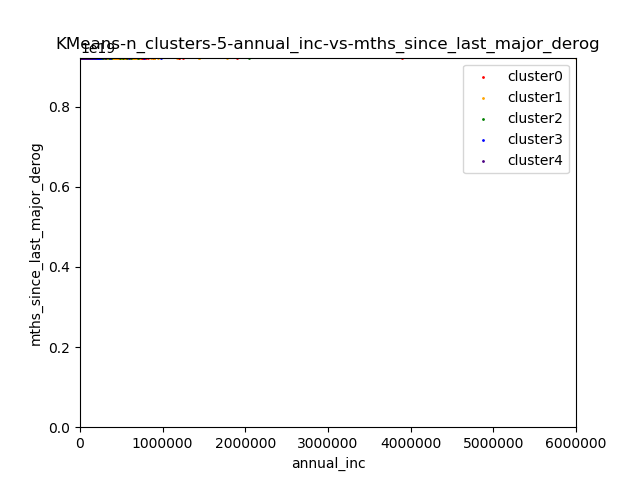 KMeans-n_clusters-5-annual_inc-vs-mths_since_last_major_derog
1e19
cluster0
cluster1
cluster2
cluster3
cluster4
0.8
0.6
0.4
0.2
0.0
mths_since_last_major_derog
0 1000000 2000000 3000000 4000000 5000000 6000000
annual_inc